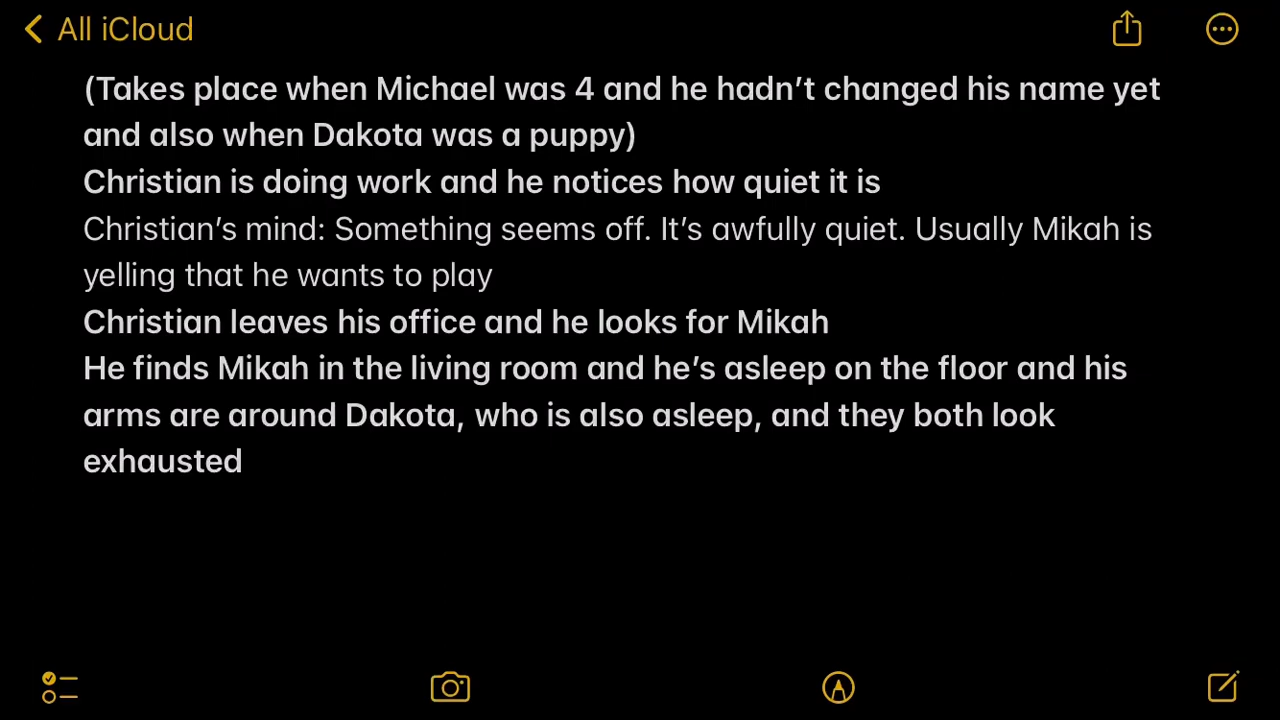 All iCloud
(Takes place when Michael was 4 and he hadn’t changed his name yet
and also when Dakota was a puppy)
Christian is doing work and he notices how quiet it is
Christian’s mind: Something seems off. It’s awfully quiet. Usually Mikah is
yelling that he wants to play
Christian leaves his office and he looks for Mikah
He finds Mikah in the living room and he’s asleep on the floor and his
arms are around Dakota, who is also asleep, and they both look
exhausted